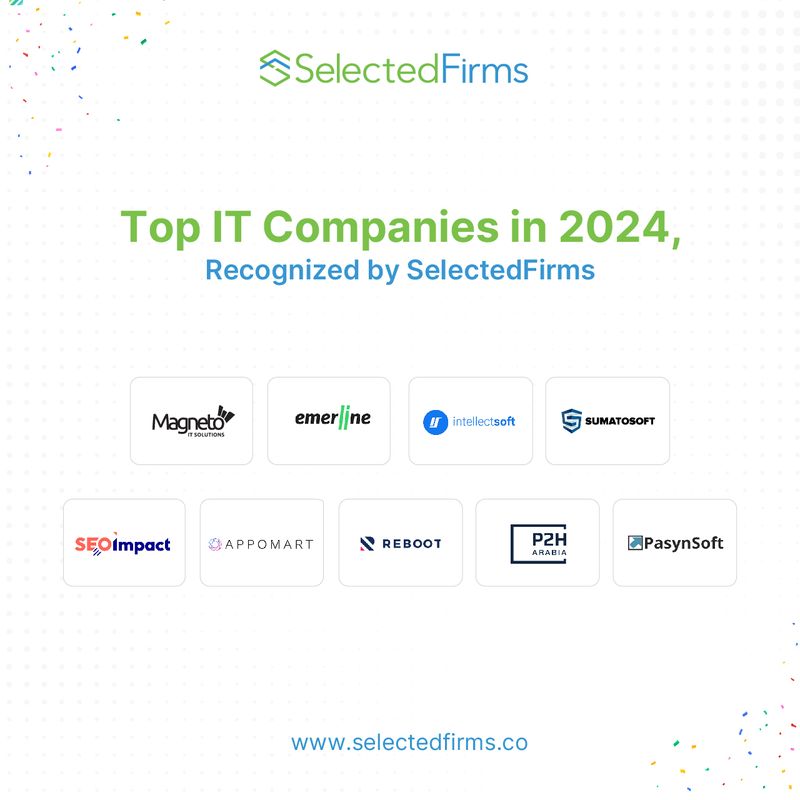 SelectedFirms
Top IT Companies in 2024,
Recognized by SelectedFirms
Magneto
IT SOLUTIONS
emerline
intellectsoft
SUMATOSOFT
SEOImpact
APPOMART
REBOOT
P2H
ARABIA
PasynSoft
www.selectedfirms.co